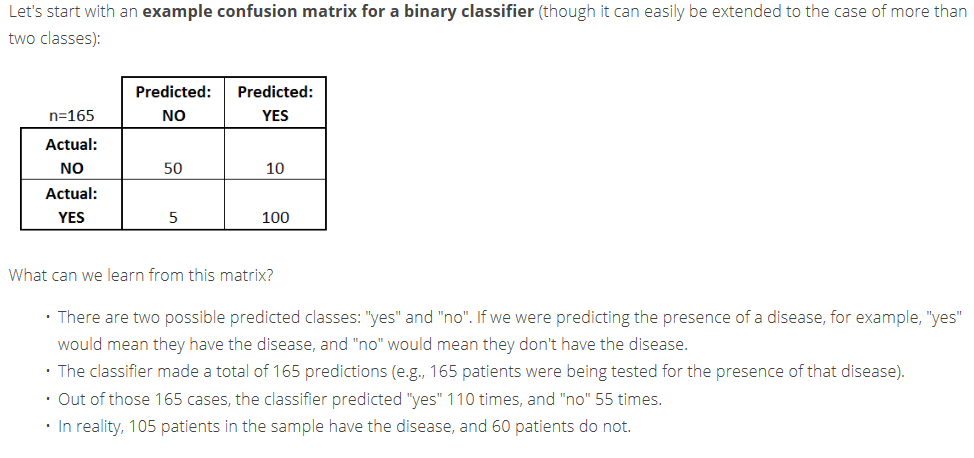 Let's start with an example confusion matrix for a binary classifier (though it can easily be extended to the case of more than
two classes):
Predicted: Predicted:
n=165 NO YES
Actual:
NO 50 10
Actual:
YES 5 100
What can we learn from this matrix?
• There are two possible predicted classes: "yes" and "no". If we were predicting the presence of a disease, for example, "yes"
would mean they have the disease, and "no" would mean they don't have the disease.
• The classifier made a total of 165 predictions (e.g., 165 patients were being tested for the presence of that disease).
• Out of those 165 cases, the classifier predicted "yes" 110 times, and "no" 55 times.
• In reality, 105 patients in the sample have the disease, and 60 patients do not.